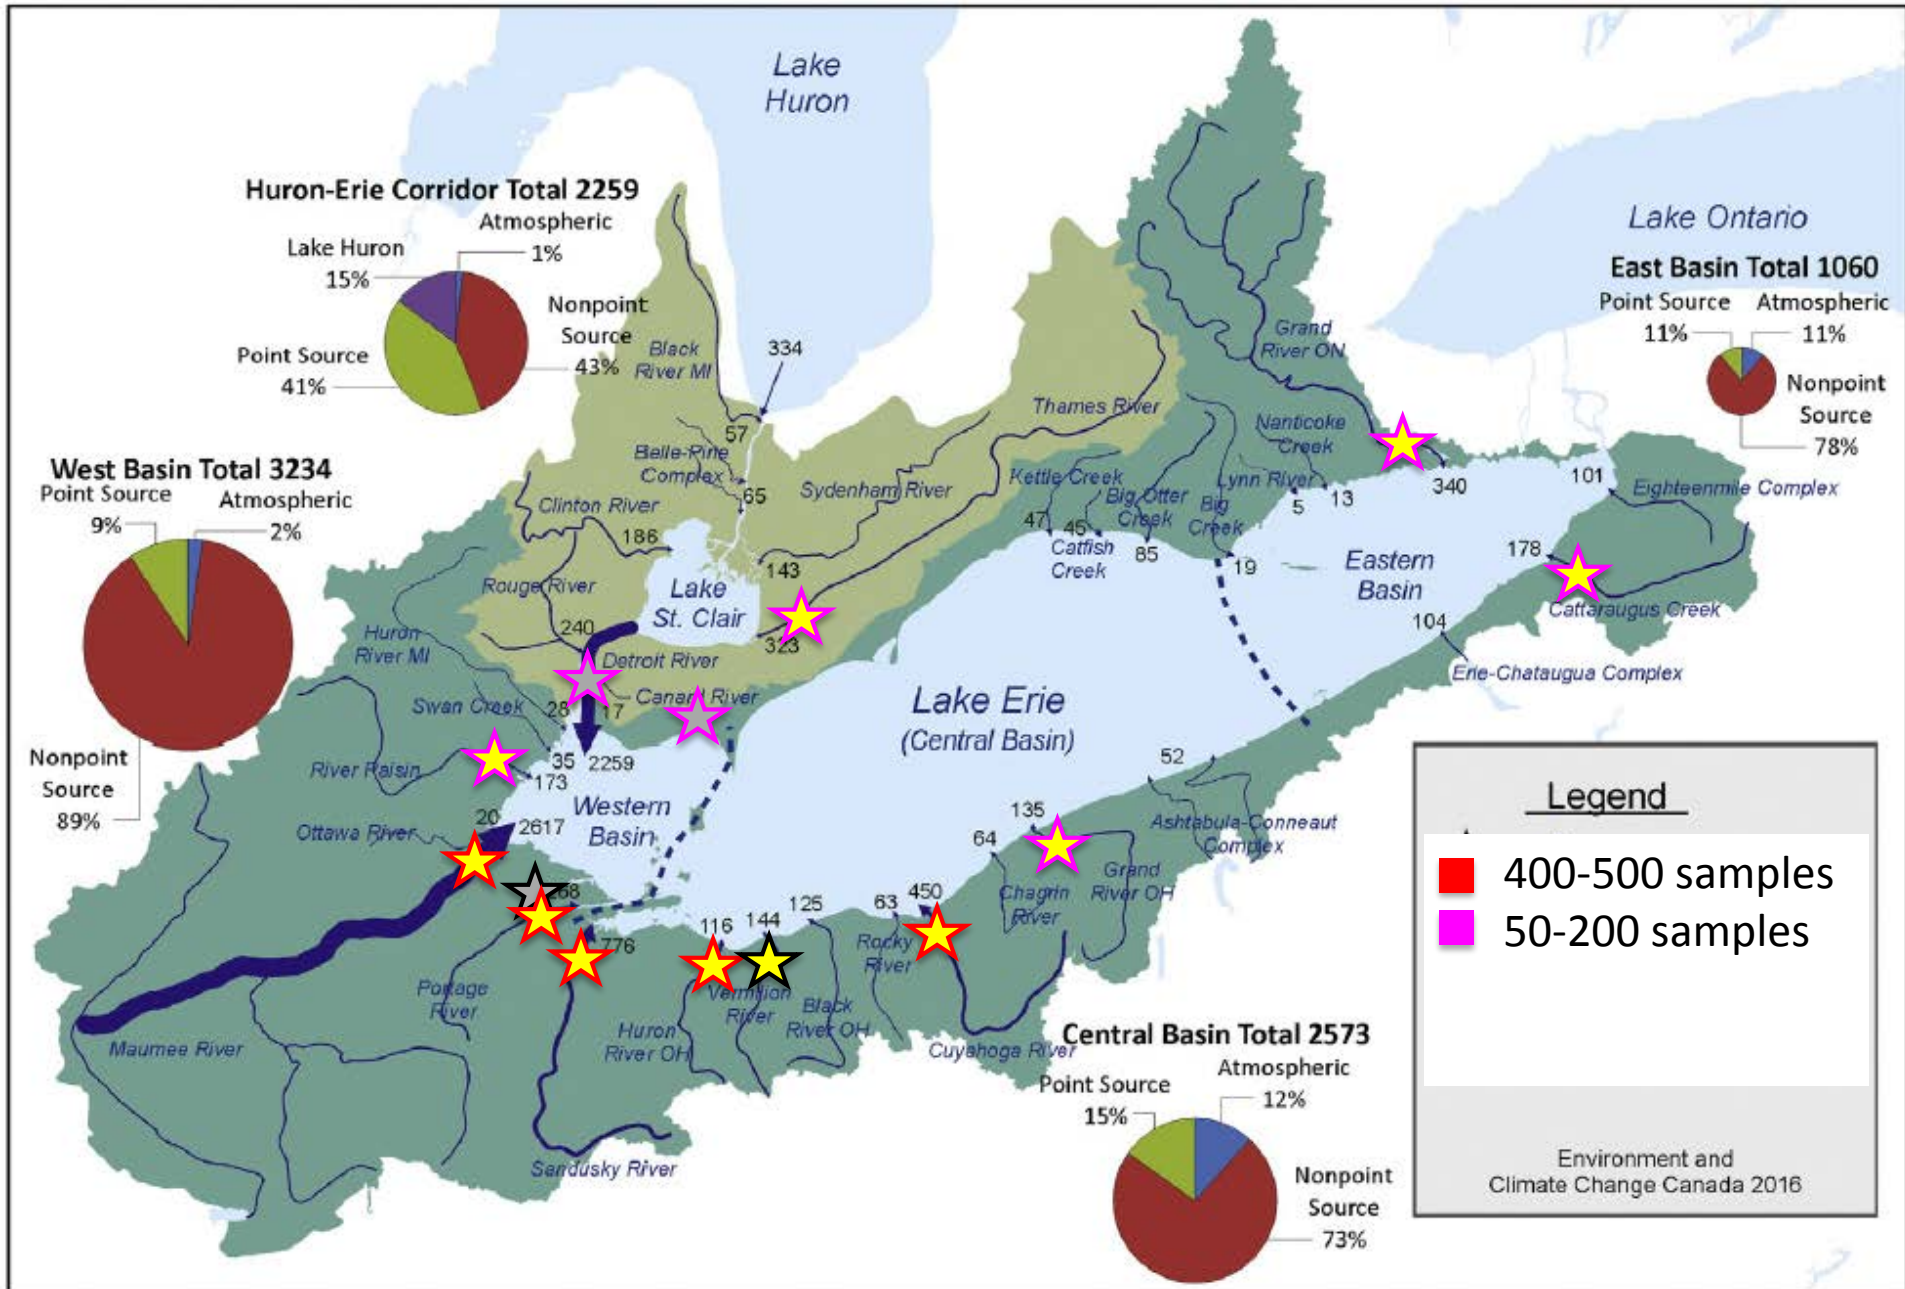 Lake
Huron
Huron-Erie Corridor Total 2259
Atmospheric
1%
Lake Huron
15%
Nonpoint
Source
43%
Point Source
41%
Lake Ontario
East Basin Total 1060
Point Source
11%
Atmospheric
11%
Nonpoint
Source
78%
West Basin Total 3234
Point Source
9%
Atmospheric
2%
Nonpoint
Source
89%
Black
River MI
334
57
Belle-Pine
Complex
65
Clinton River
186
Sydenham River
143
Thames River
323
Rouge River
Lake
St. Clair
240
Detroit River
Canard River
17
Huron
River MI
28
Swan Creek
35
2259
River Raisin
173
Ottawa River
20
2617
Western
Basin
Maumee River
Portage
River
268
776
Sandusky River
Huron
River OH
116
Vermilion
River
144
Black
River OH
125
Rocky
River
63
450
Cuyahoga River
Chagrin
River
64
Grand
River OH
135
Ashtabula-Conneaut
Complex
52
Lake Erie
(Central Basin)
Kettle Creek
47
45
Catfish
Creek
Big Otter
Creek
85
Big
Creek
19
Lynn River
5
Nanticoke
Creek
13
Grand
River ON
340
Eastern
Basin
101
Eighteenmile Complex
178
Cattaraugus Creek
104
Erie-Chataugua Complex
Central Basin Total 2573
Point Source
15%
Atmospheric
12%
Nonpoint
Source
73%
Legend
400-500 samples
50-200 samples
Environment and
Climate Change Canada 2016